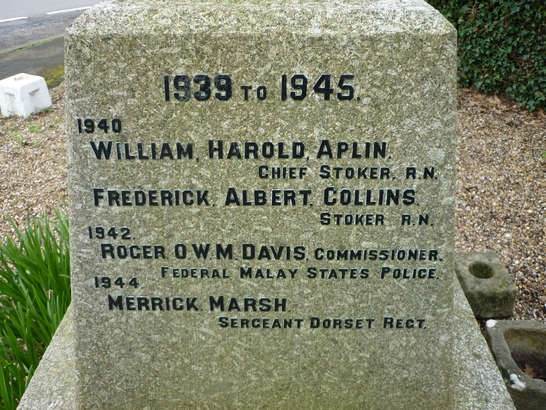 1939 TO 1945.
1940
WILLIAM, HAROLD, APLIN,
CHIEF STOKER, R.N.
FREDERICK, ALBERT, COLLINS,
STOKER R.N.
1942.
ROGER, O.W.M. DAVIS, COMMISSIONER,
FEDERAL MALAY STATES POLICE.
1944.
MERRICK, MARSH,
SERGEANT DORSET REGT.